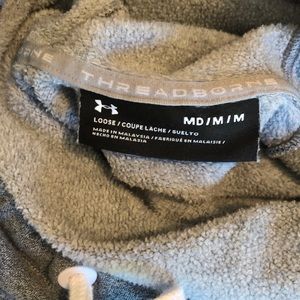 THREADBORNE
MD/M/M
LOOSE / COUPE LACHE / SUELTO
MADE IN MALAYSIA / FABRIQUÉ EN MALAISIE /
HECHO EN MALASIA